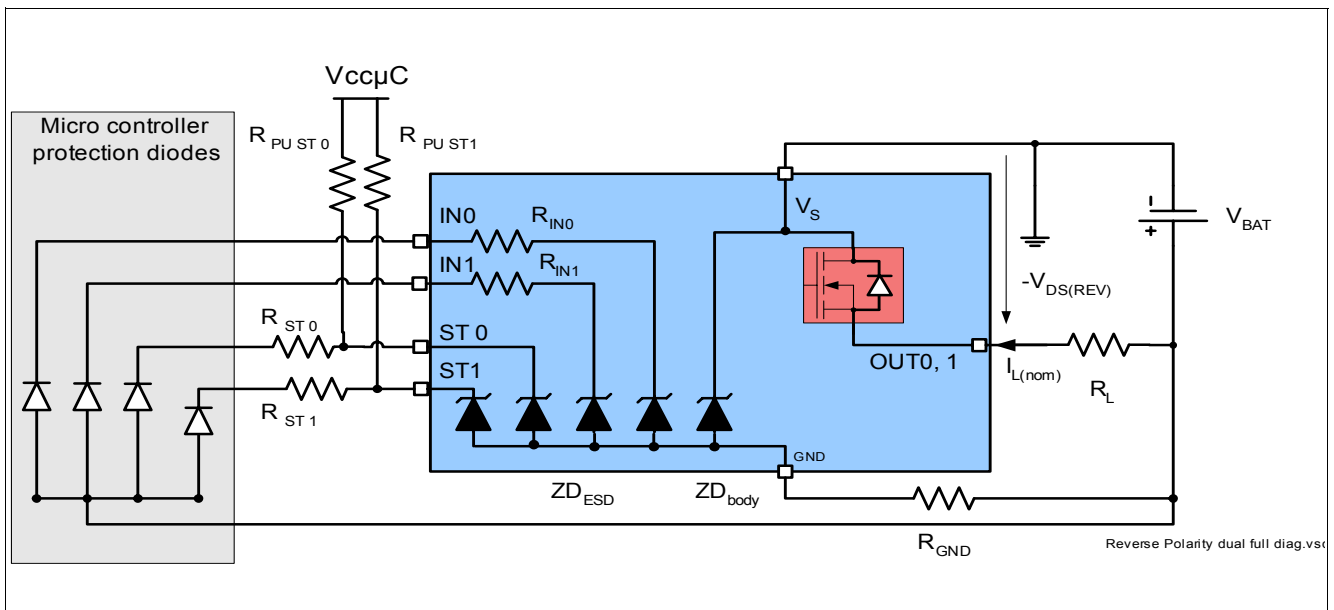 VccµC
Micro controller
protection diodes
R PU ST 0
R PU ST1
IN0
R IN0
IN1
R IN1
R ST 0
ST 0
R ST 1
ST1
V S
-
+
V BAT
-V DS(REV)
OUT0, 1
I L(nom)
R L
GND
ZD ESD
ZD body
R GND
Reverse Polarity dual full diag.vs